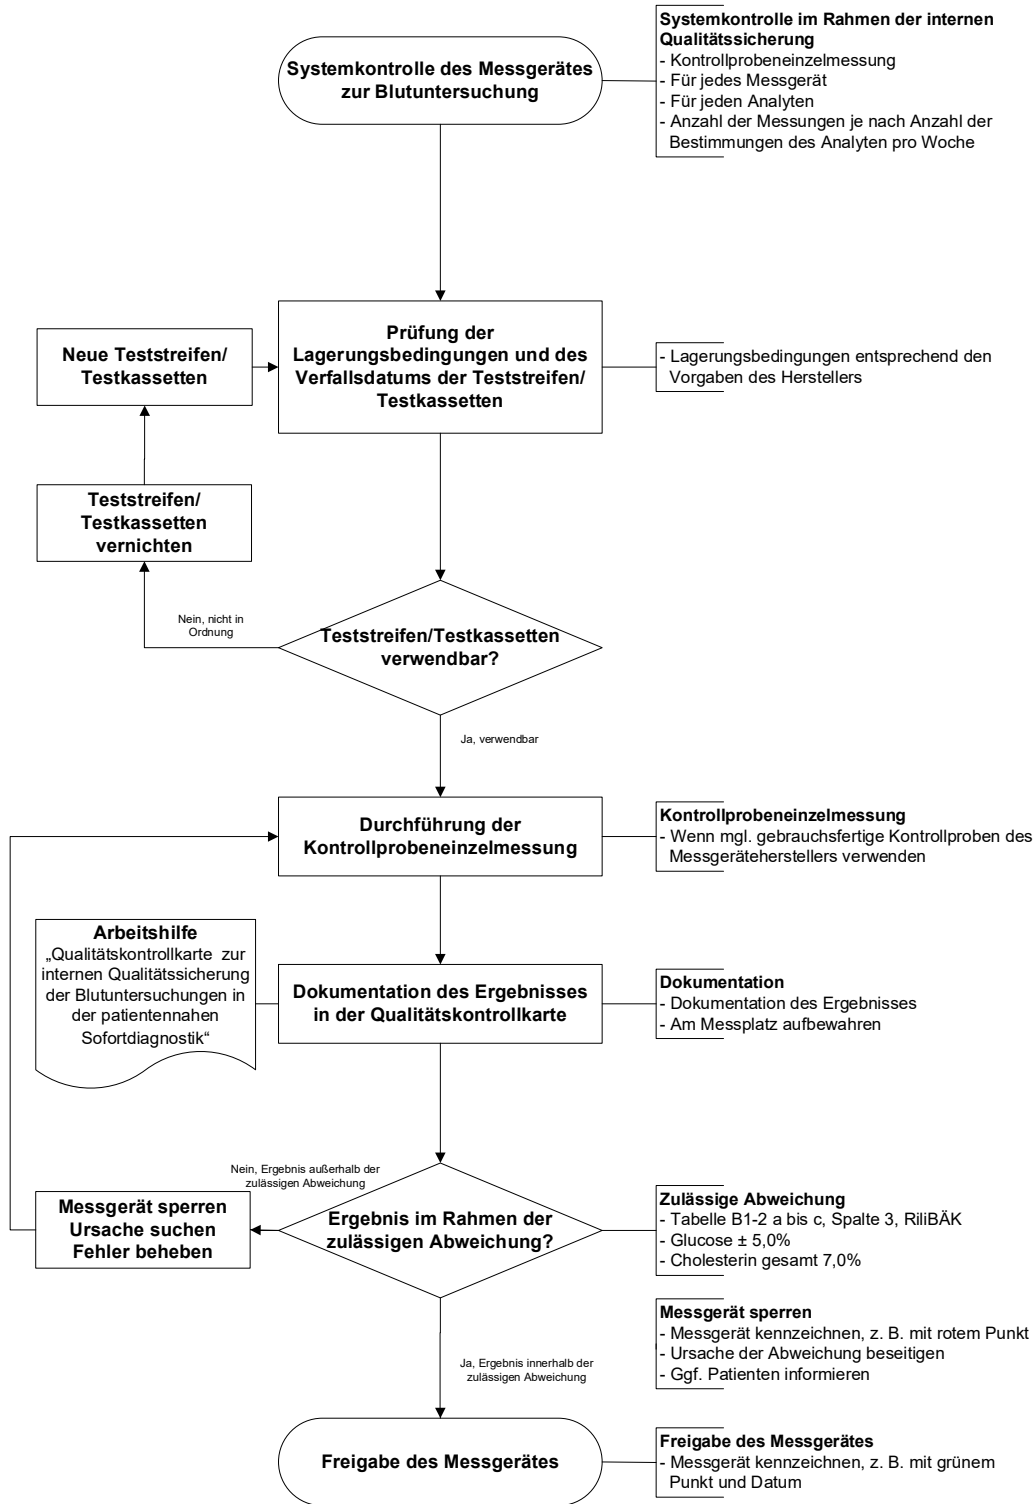 Systemkontrolle des Messgerätes
zur Blutuntersuchung
Systemkontrolle im Rahmen der internen
Qualitätssicherung
- Kontrollprobeneinzelmessung
- Für jedes Messgerät
- Für jeden Analyten
- Anzahl der Messungen je nach Anzahl der
Bestimmungen des Analyten pro Woche
Neue Teststreifen/
Testkassetten
Prüfung der
Lagerungsbedingungen und des
Verfallsdatums der Teststreifen/
Testkassetten
- Lagerungsbedingungen entsprechend den
Vorgaben des Herstellers
Teststreifen/
Testkassetten
vernichten
Nein, nicht in
Ordnung
Teststreifen/Testkassetten
verwendbar?
Ja, verwendbar
Durchführung der
Kontrollprobeneinzelmessung
Kontrollprobeneinzelmessung
- Wenn mgl. gebrauchsfertige Kontrollproben des
Messgeräteherstellers verwenden
Arbeitshilfe
„Qualitätskontrollkarte zur
internen Qualitätssicherung
der Blutuntersuchungen in
der patientennahen
Sofortdiagnostik“
Dokumentation des Ergebnisses
in der Qualitätskontrollkarte
Dokumentation
- Dokumentation des Ergebnisses
- Am Messplatz aufbewahren
Nein, Ergebnis außerhalb der
zulässigen Abweichung
Messgerät sperren
Ursache suchen
Fehler beheben
Ergebnis im Rahmen der
zulässigen Abweichung?
Zulässige Abweichung
- Tabelle B1-2 a bis c, Spalte 3, RiliBÄK
- Glucose ± 5,0%
- Cholesterin gesamt 7,0%
Messgerät sperren
- Messgerät kennzeichnen, z. B. mit rotem Punkt
- Ursache der Abweichung beseitigen
- Ggf. Patienten informieren
Ja, Ergebnis innerhalb der
zulässigen Abweichung
Freigabe des Messgerätes
Freigabe des Messgerätes
- Messgerät kennzeichnen, z. B. mit grünem
Punkt und Datum